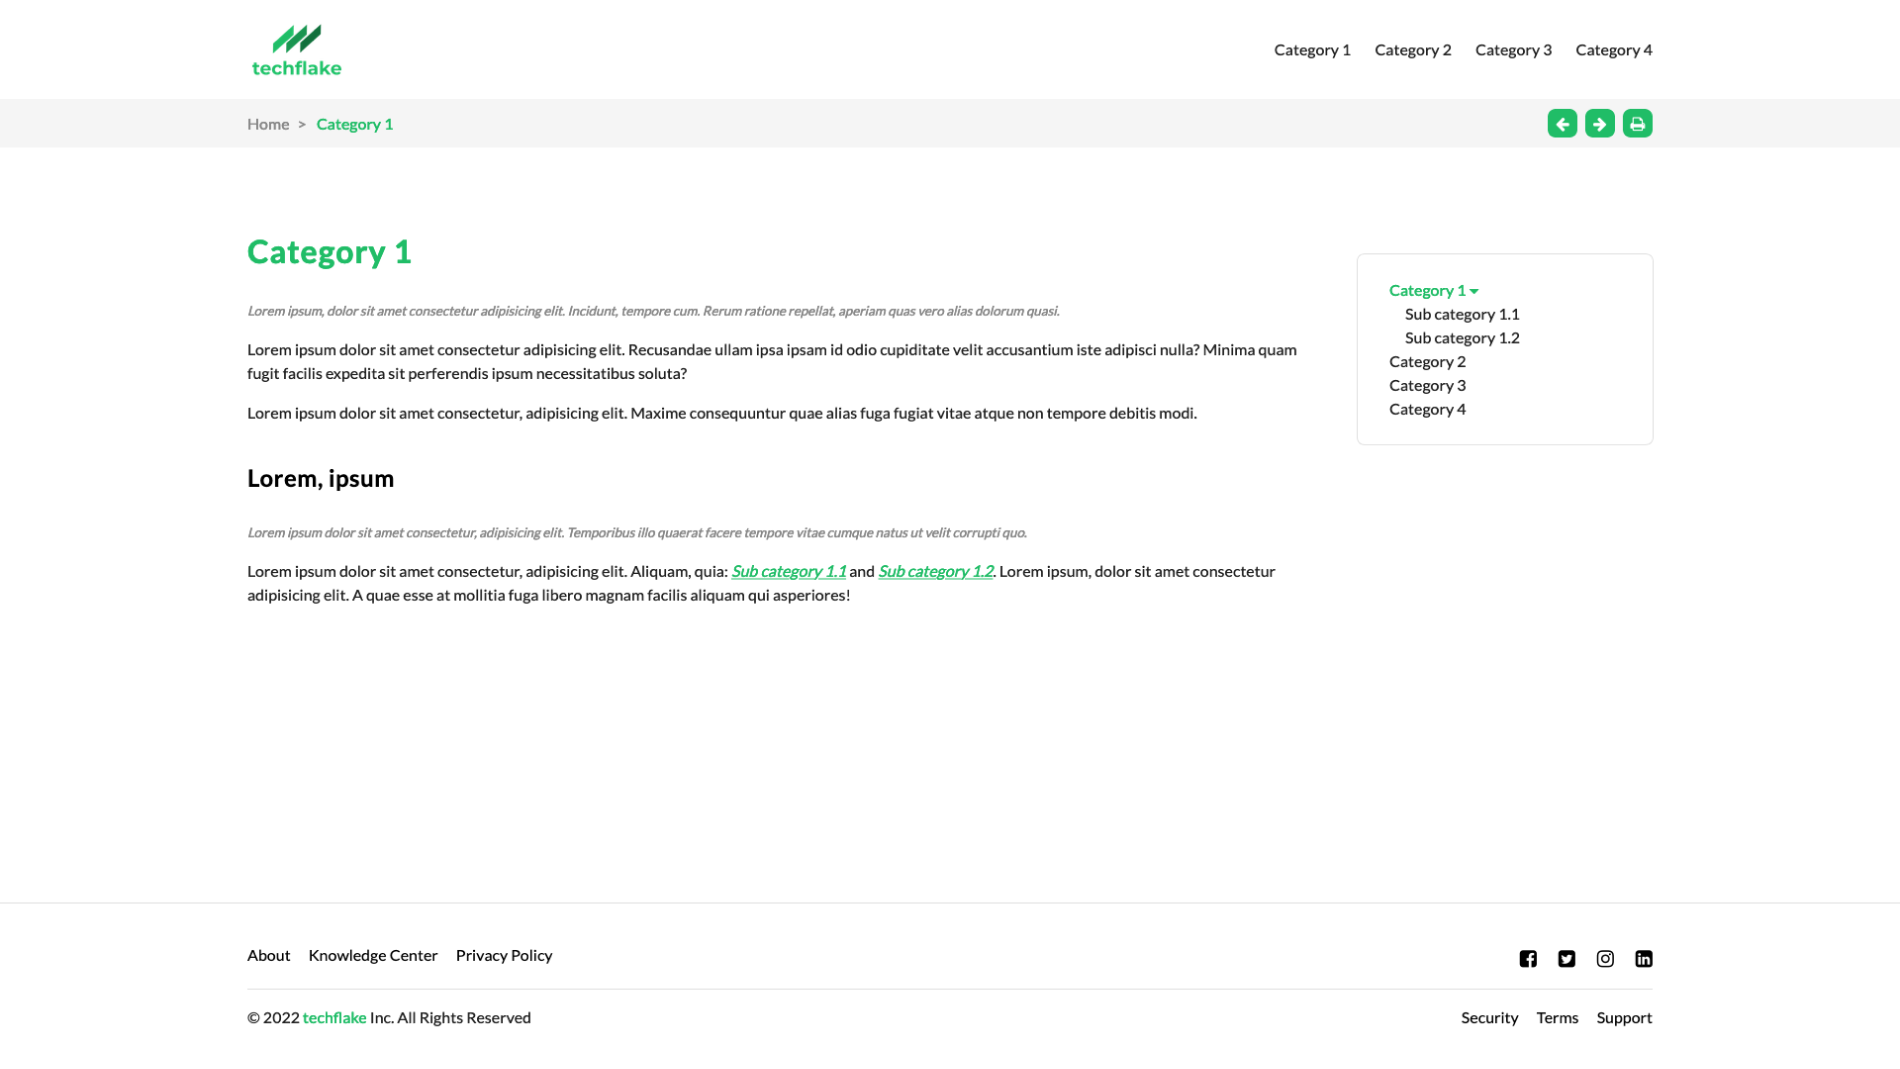 techflake
Category 1 Category 2 Category 3 Category 4
Home > Category 1
Category 1
Lorem ipsum, dolor sit amet consectetur adipisicing elit. Incidunt, tempore cum. Rerum ratione repellat, aperiam quas vero alias dolorum quasi.
Lorem ipsum dolor sit amet consectetur adipisicing elit. Recusandae ullam ipsa ipsam id odio cupiditate velit accusantium iste adipisci nulla? Minima quam
fugit facilis expedita sit perferendis ipsum necessitatibus soluta?
Lorem ipsum dolor sit amet consectetur, adipisicing elit. Maxime consequuntur quae alias fuga fugiat vitae atque non tempore debitis modi.
Lorem, ipsum
Lorem ipsum dolor sit amet consectetur, adipisicing elit. Temporibus illo quaerat facere tempore vitae cumque natus ut velit corrupti quo.
Lorem ipsum dolor sit amet consectetur, adipisicing elit. Aliquam, quia: Sub category 1.1 and Sub category 1.2. Lorem ipsum, dolor sit amet consectetur
adipisicing elit. A quae esse at mollitia fuga libero magnam facilis aliquam qui asperiores!
Category 1
Sub category 1.1
Sub category 1.2
Category 2
Category 3
Category 4
About Knowledge Center Privacy Policy
© 2022 techflake Inc. All Rights Reserved
Security Terms Support